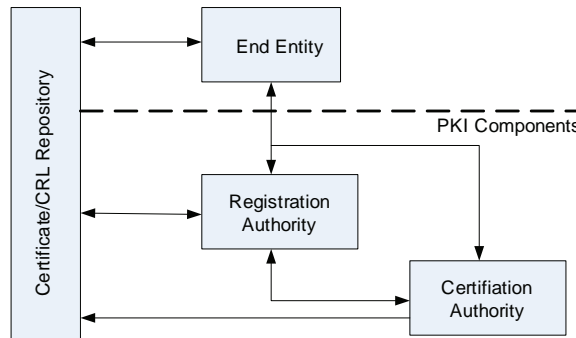 Certificate/CRL Repository
End Entity
PKI Components
Registration
Authority
Certifiation
Authority